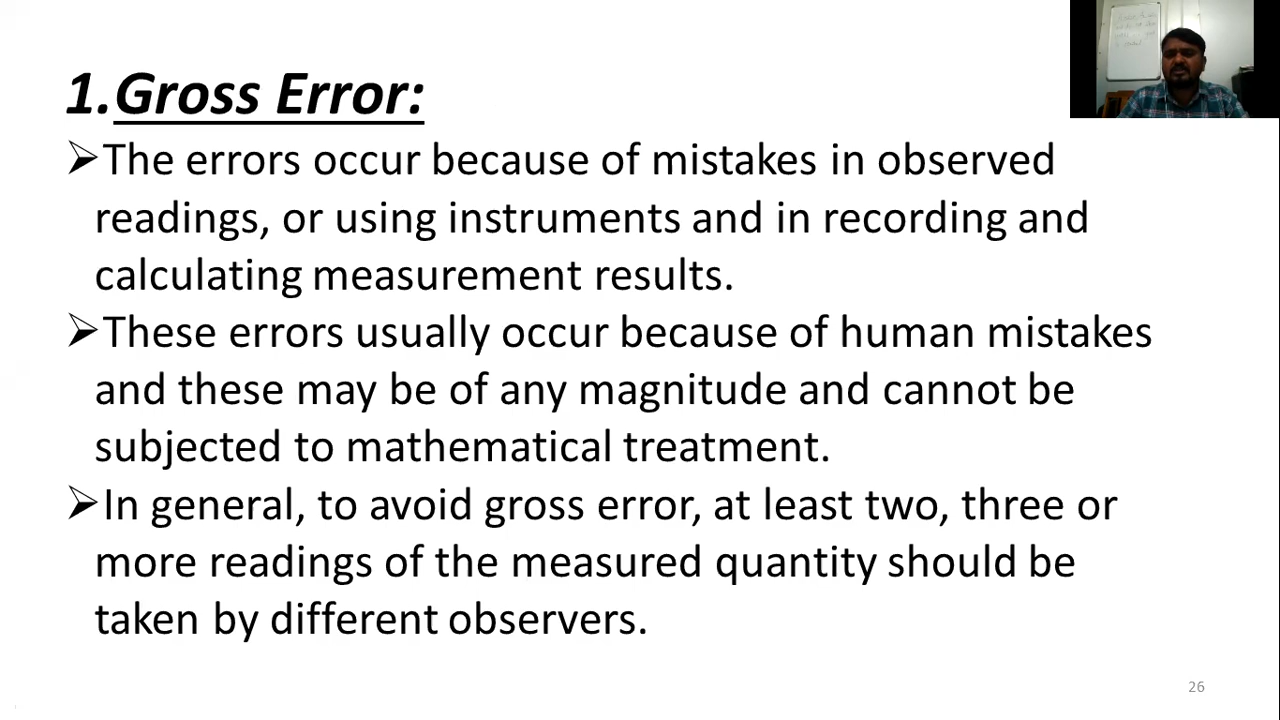 1.Gross Error:
➢The errors occur because of mistakes in observed
readings, or using instruments and in recording and
calculating measurement results.
➢These errors usually occur because of human mistakes
and these may be of any magnitude and cannot be
subjected to mathematical treatment.
➢In general, to avoid gross error, at least two, three or
more readings of the measured quantity should be
taken by different observers.
26